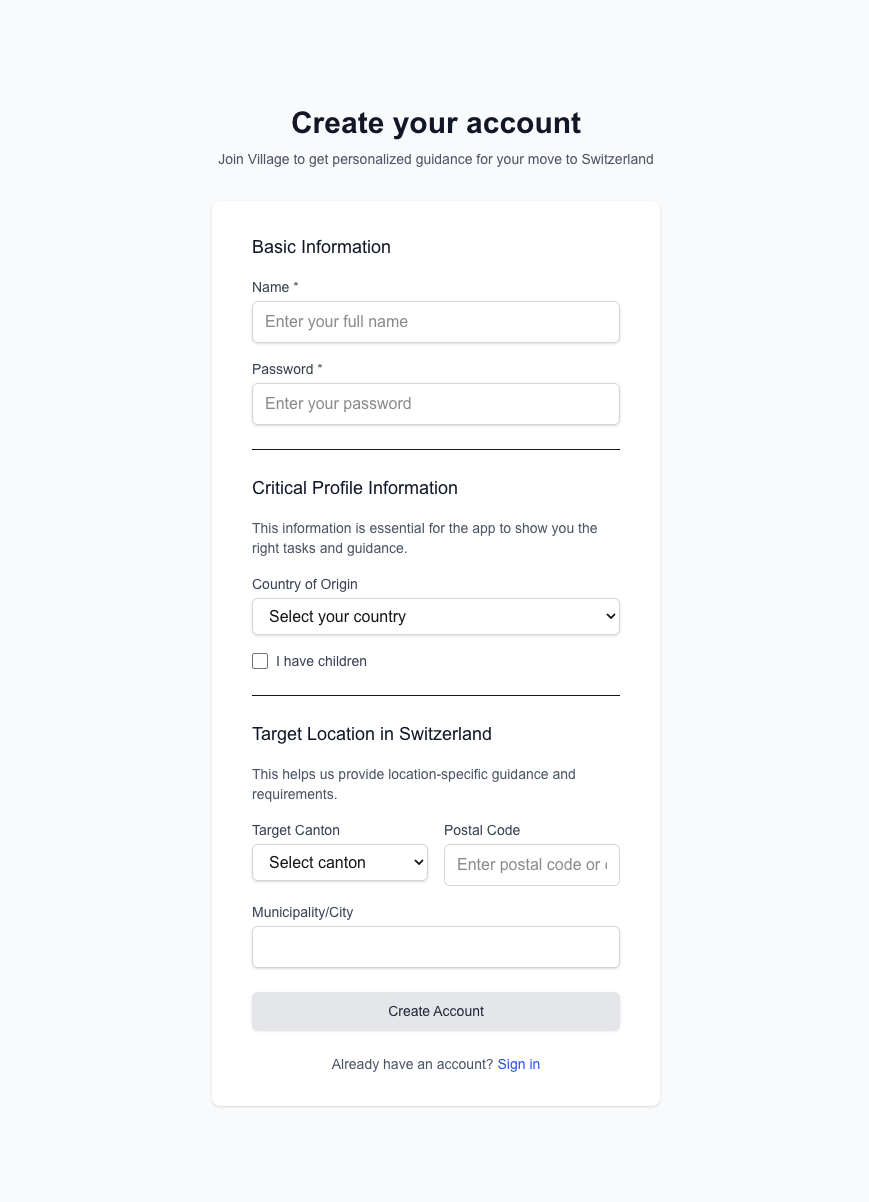 Create your account
Join Village to get personalized guidance for your move to Switzerland
Basic Information
Name *
Enter your full name
Password *
Enter your password
Critical Profile Information
This information is essential for the app to show you the
right tasks and guidance.
Country of Origin
Select your country
I have children
Target Location in Switzerland
This helps us provide location-specific guidance and
requirements.
Target Canton
Postal Code
Select canton
Enter postal code or
Municipality/City
Create Account
Already have an account? Sign in